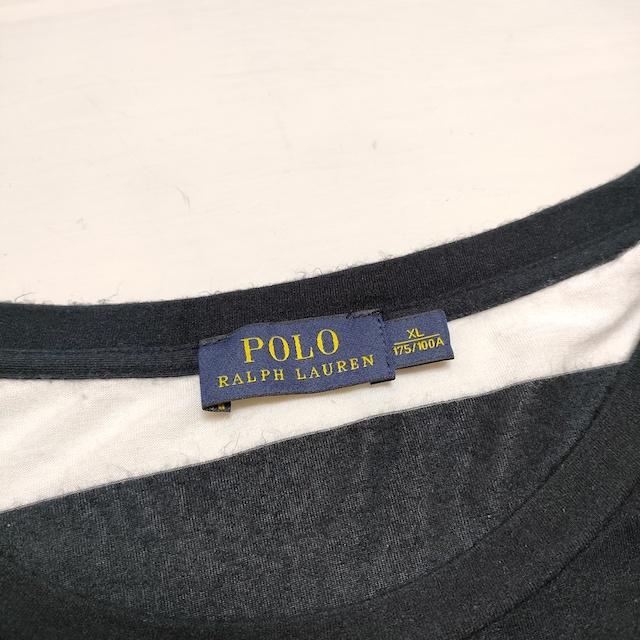 POLO
RALPH LAUREN
XL
175/100A